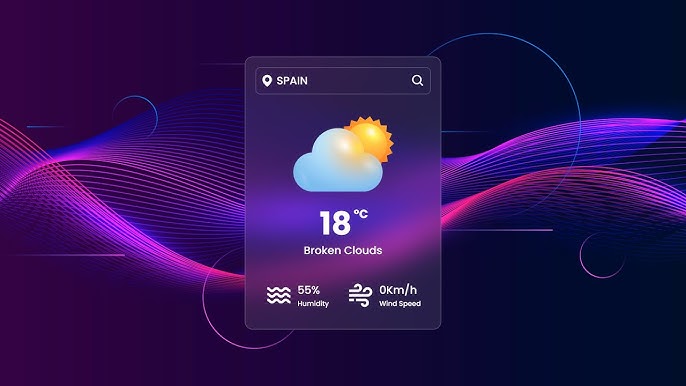 SPAIN
18 °C
Broken Clouds
55%
Humidity
0Km/h
Wind Speed